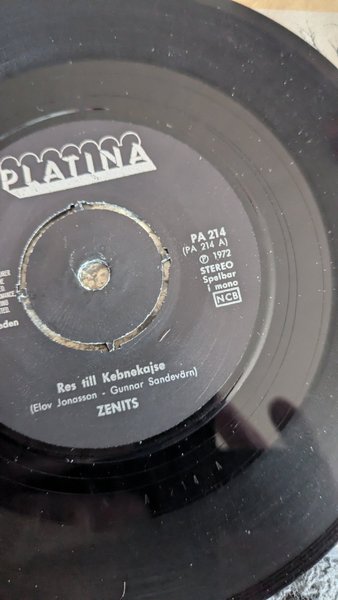 PLATINA
PA 214
(PA 214 A)
Ⓟ 1972
STEREO
Spelbar
i mono
NCB
Res till Kebnekajse
(Elov Jonasson - Gunnar Sandevärn)
ZENITS